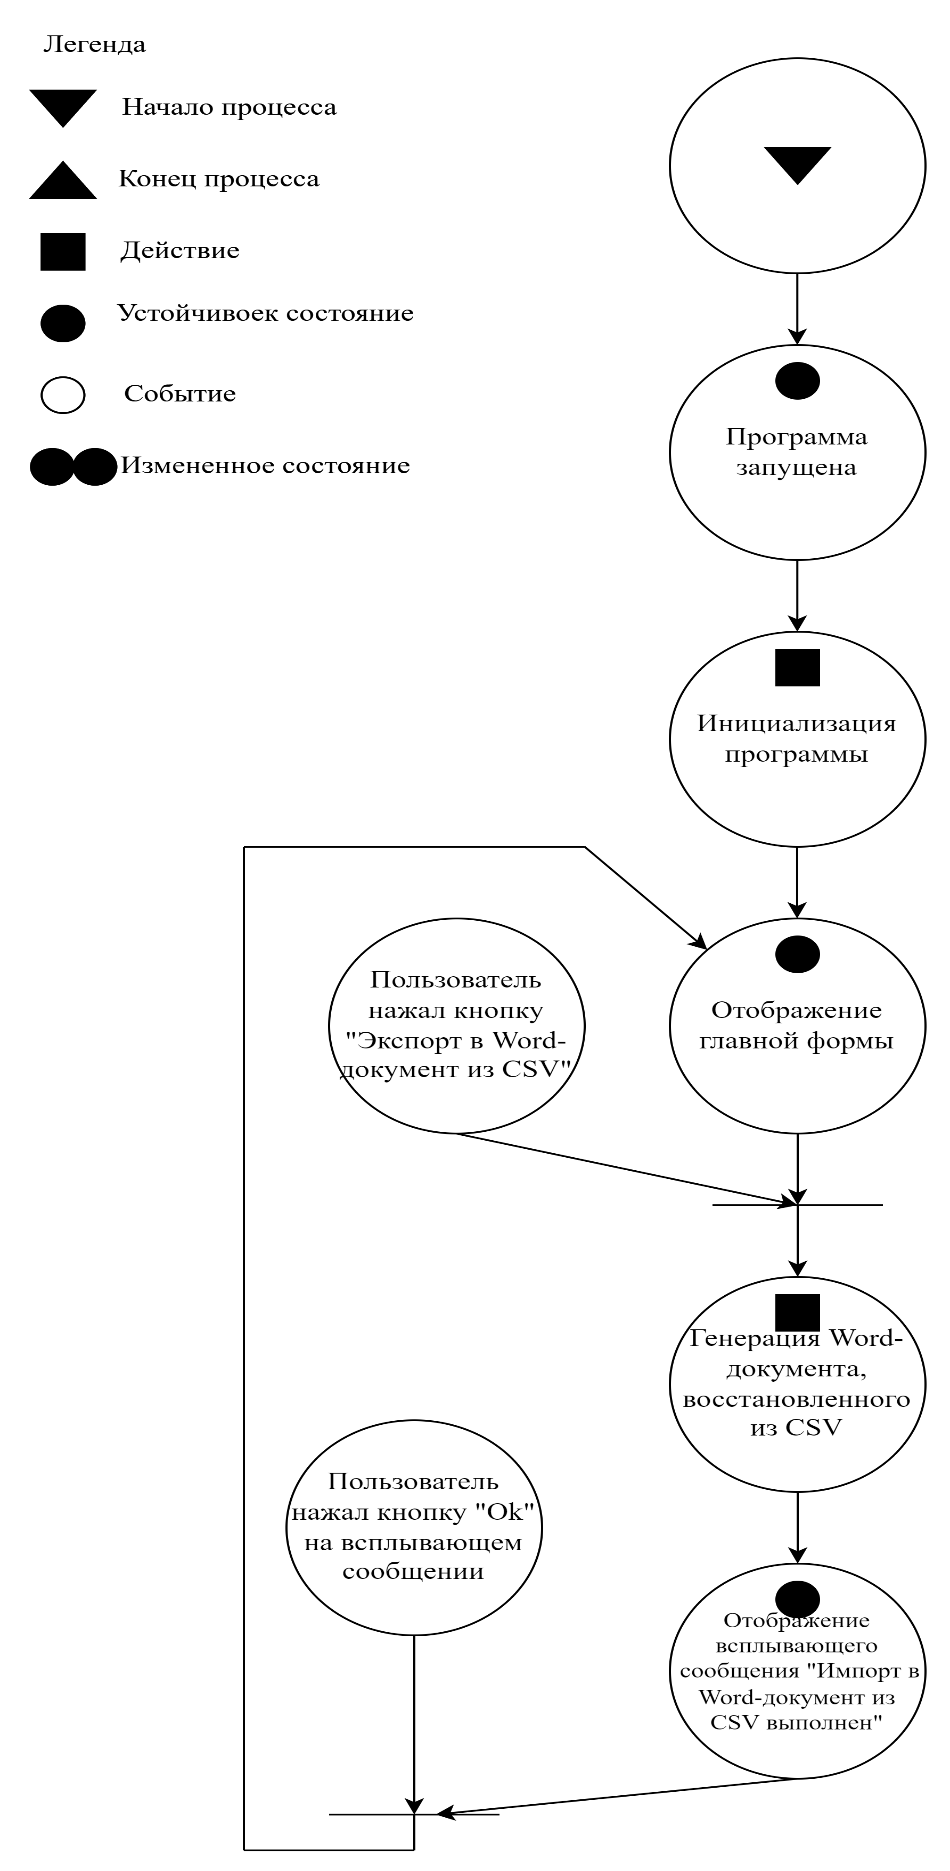 Легенда
Начало процесса
Конец процесса
Действие
Устойчивоек состояние
Событие
Измененное состояние
Программа
запущена
Инициализация
программы
Пользователь
нажал кнопку
"Экспорт в Word-
документ из CSV"
Отображение
главной формы
Генерация Word-
документа,
восстановленного
из CSV
Пользователь
нажал кнопку "Ok"
на всплывающем
сообщении
Отображение
всплывающего
сообщения "Импорт в
Word-документ из
CSV выполнен"